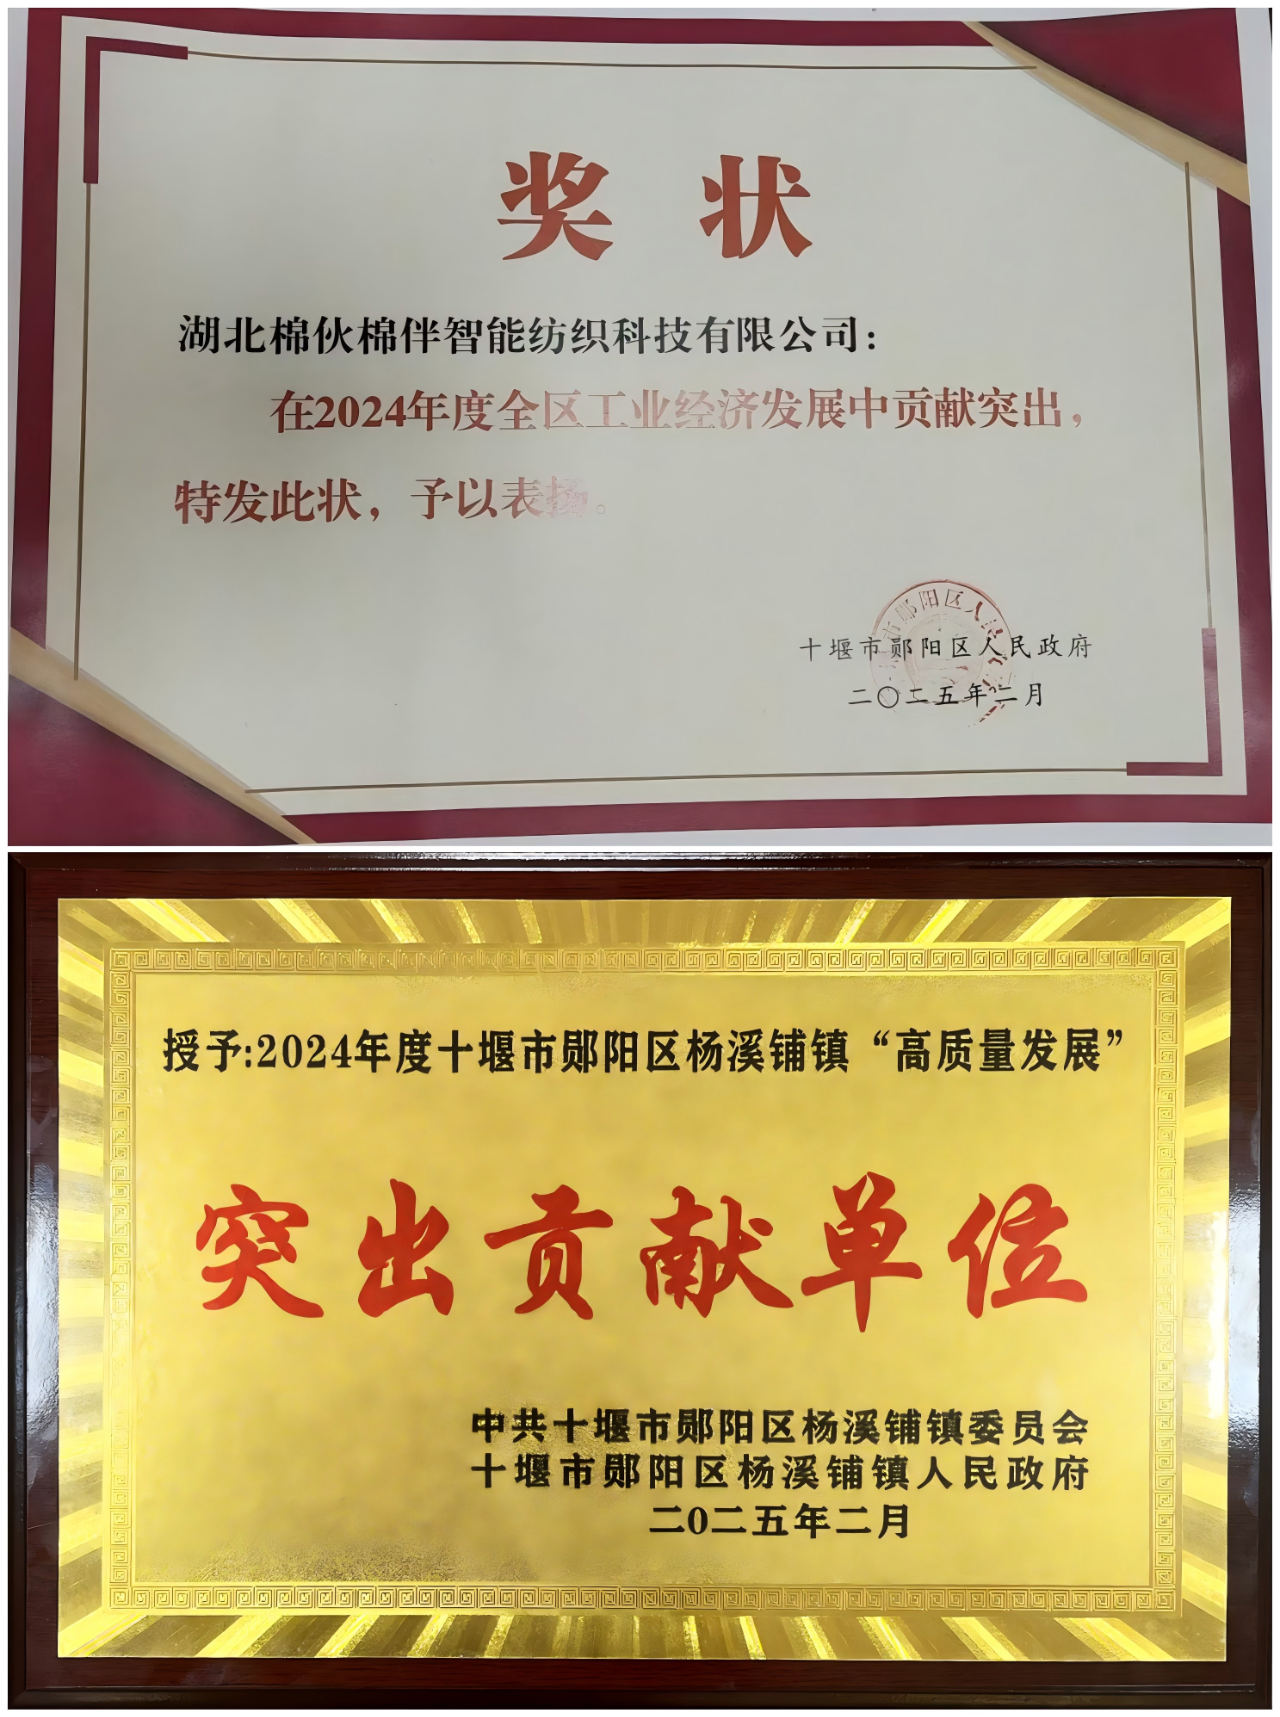 奖 状
湖北棉伙棉伴智能纺织科技有限公司：
在2024年度全区工业经济发展中贡献突出，
特发此状，予以表扬。
十堰市郧阳区人民政府
二〇二五年二月
授予:2024年度十堰市郧阳区杨溪铺镇“高质量发展”
突出贡献单位
中共十堰市郧阳区杨溪铺镇委员会
十堰市郧阳区杨溪铺镇人民政府
二0二五年二月